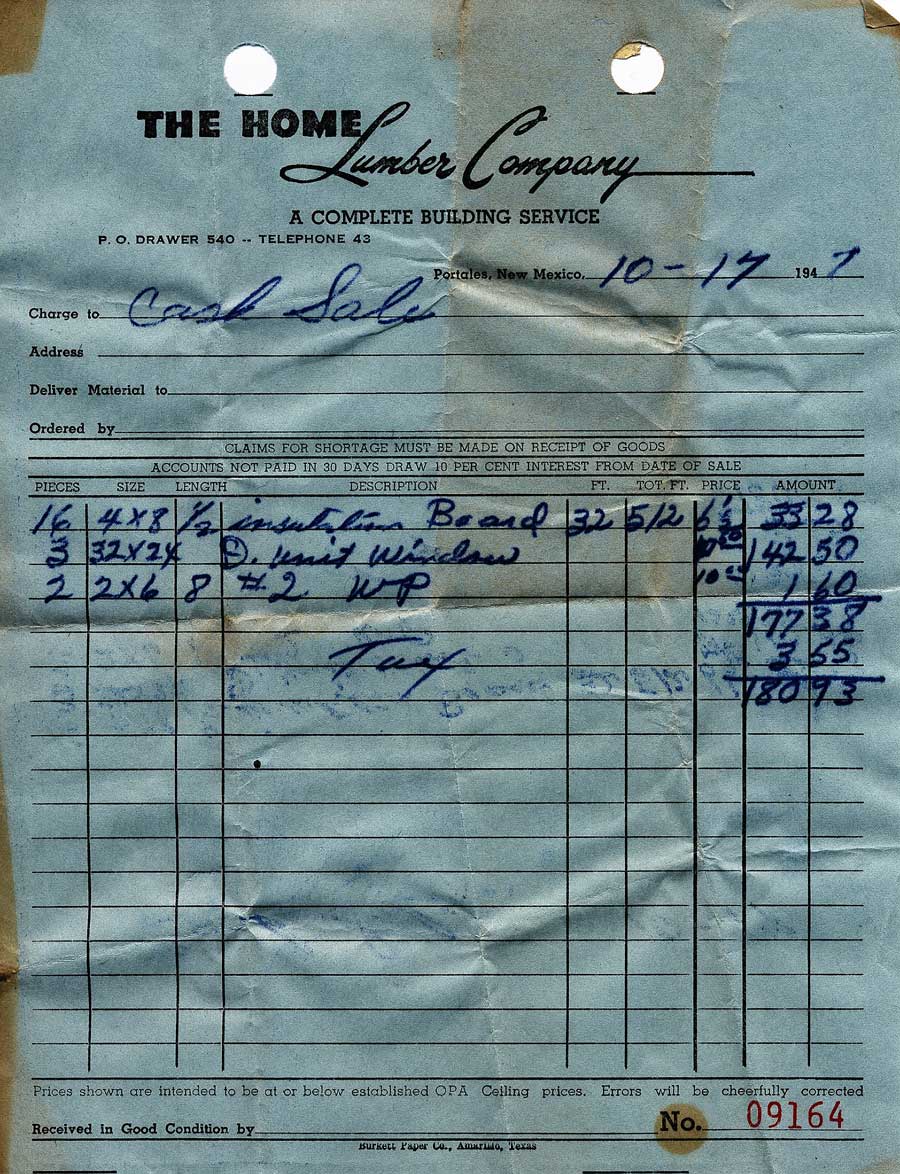 THE HOME
Lumber Company
A COMPLETE BUILDING SERVICE
P. O. DRAWER 540 -- TELEPHONE 43
Portales, New Mexico, 10-17 1947
Charge to Cash Sale
Address
Deliver Material to
Ordered by
CLAIMS FOR SHORTAGE MUST BE MADE ON RECEIPT OF GOODS
ACCOUNTS NOT PAID IN 30 DAYS DRAW 10 PER CENT INTEREST FROM DATE OF SALE
PIECES SIZE LENGTH DESCRIPTION FT. TOT. FT. PRICE AMOUNT
16 4x8 1/2 Board 32 512 6 1/2 33 28
3 32x24 unit Window 142 50
2 2x6 8 #2 WP 1 60
177 38
Tax 3 55
180 93
Prices shown are intended to be at or below established OPA Ceiling prices. Errors will be cheerfully corrected
Received in Good Condition by No. 09164
Burkett Paper Co., Amarillo, Texas